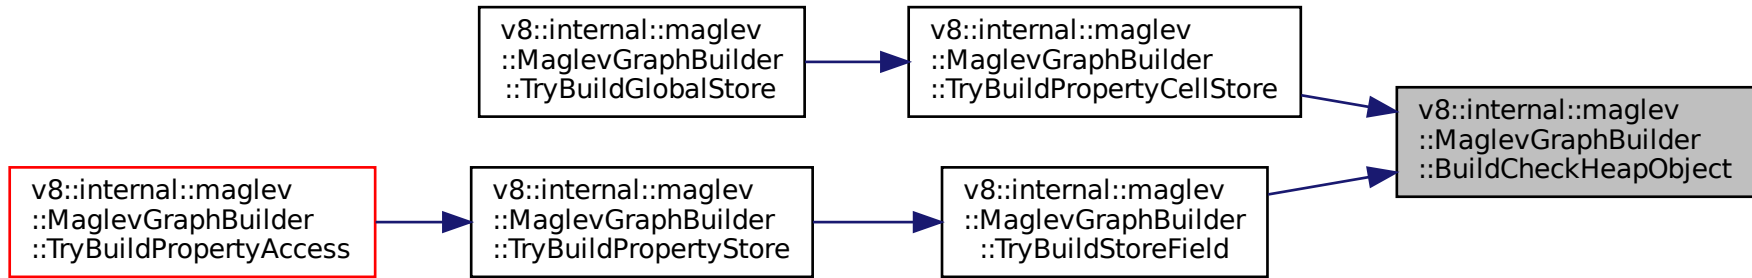 v8::internal::maglev
::MaglevGraphBuilder
::TryBuildGlobalStore
v8::internal::maglev
::MaglevGraphBuilder
::TryBuildPropertyCellStore
v8::internal::maglev
::MaglevGraphBuilder
::BuildCheckHeapObject
v8::internal::maglev
::MaglevGraphBuilder
::TryBuildPropertyAccess
v8::internal::maglev
::MaglevGraphBuilder
::TryBuildPropertyStore
v8::internal::maglev
::MaglevGraphBuilder
::TryBuildStoreField